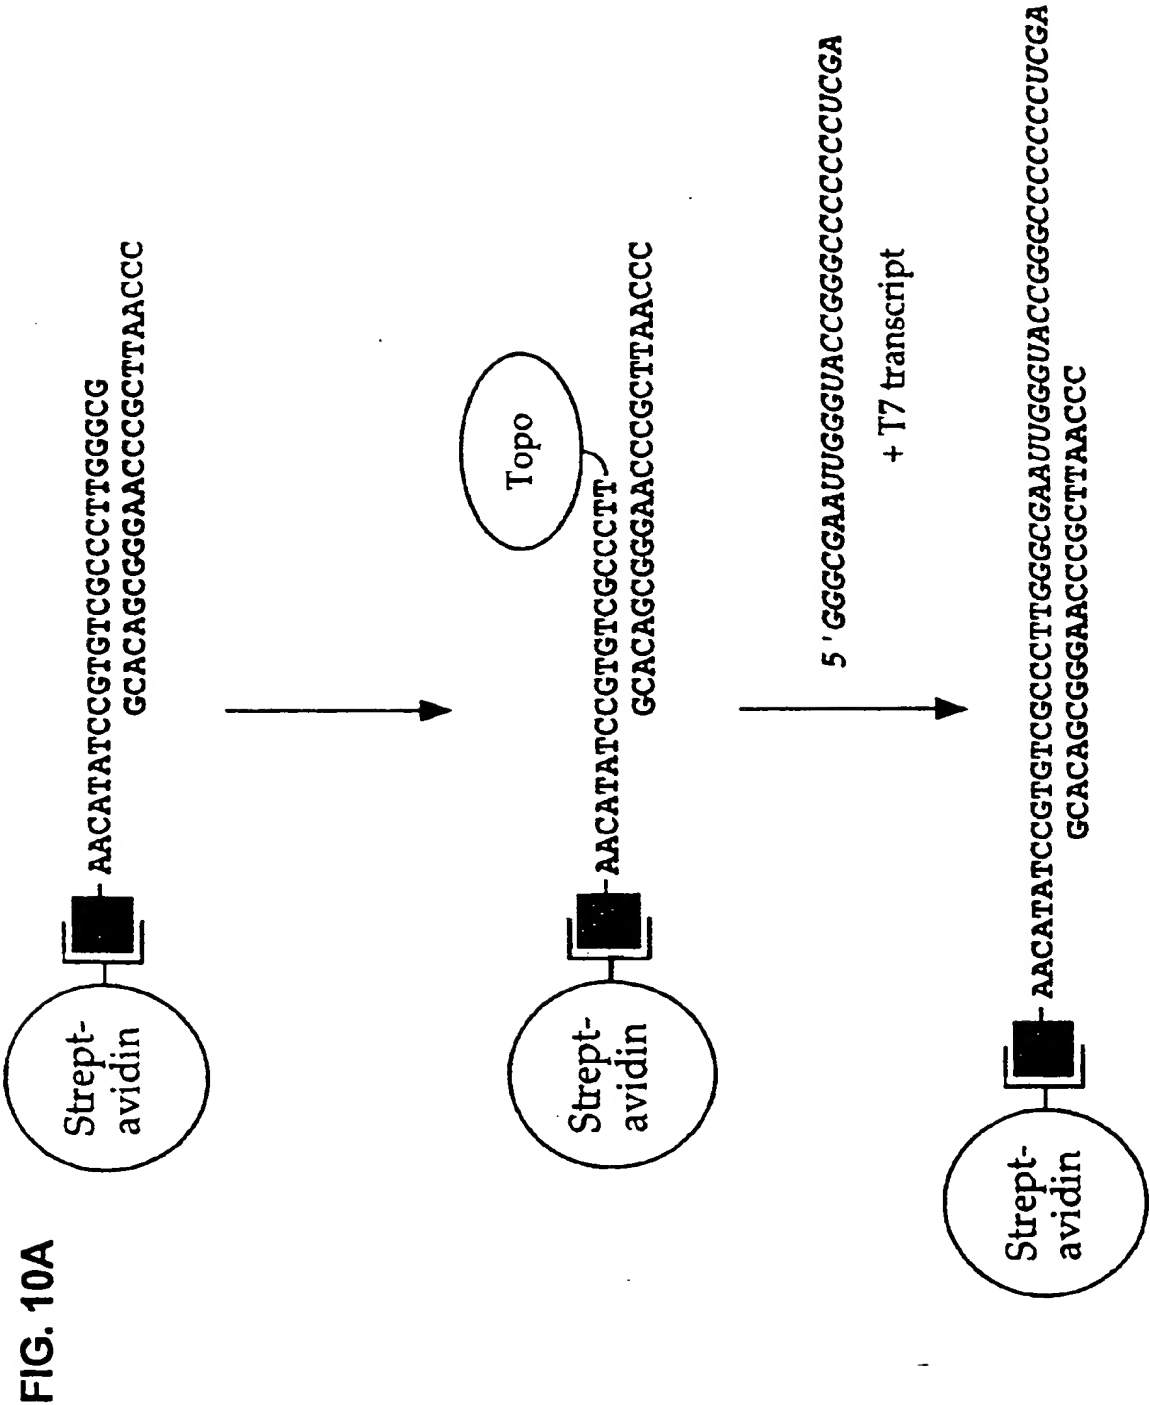 FIG. 10A
Strept-
avidin
AACATATCCGTGTCGCCCTTGGGCG
GCACAGCGGGAACCCGCTTAACCC
Topo
Strept-
avidin
AACATATCCGTGTCGCCCTT-
GCACAGCGGGAACCCGCTTAACCC
5'GGGCGAAUUGGGUACCGGGCCCCCCCUCGA
+ T7 transcript
Strept-
avidin
AACATATCCGTGTCGCCCTTGGGCGAAUUGGGUACCGGGCCCCCCCUCGA
GCACAGCGGGAACCCGCTTAACCC